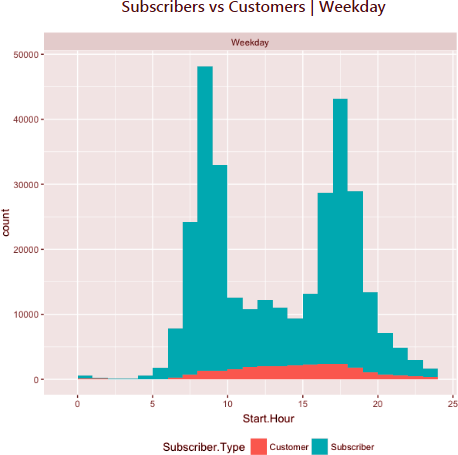 Subscribers vs Customers | Weekday
Weekday
50000
40000
30000
20000
10000
0
count
0 5 10 15 20 25
Start.Hour
Subscriber.Type Customer Subscriber